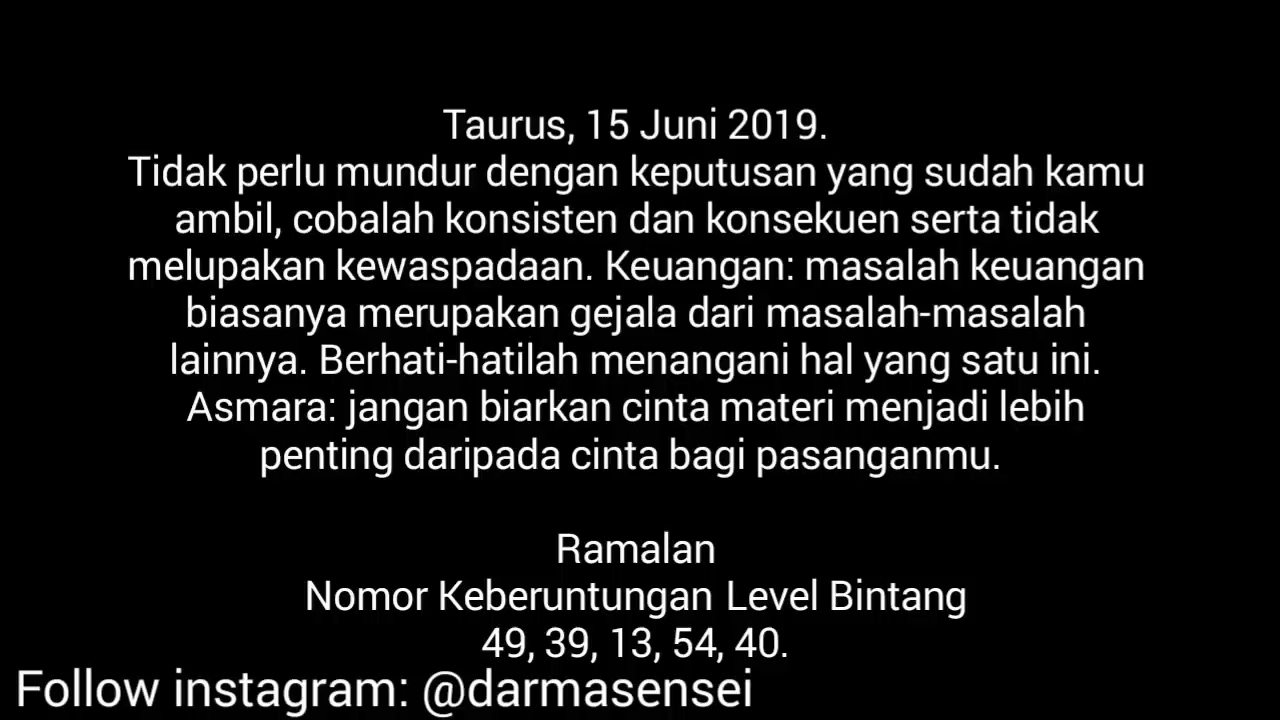 Taurus, 15 Juni 2019.
Tidak perlu mundur dengan keputusan yang sudah kamu
ambil, cobalah konsisten dan konsekuen serta tidak
melupakan kewaspadaan. Keuangan: masalah keuangan
biasanya merupakan gejala dari masalah-masalah
lainnya. Berhati-hatilah menangani hal yang satu ini.
Asmara: jangan biarkan cinta materi menjadi lebih
penting daripada cinta bagi pasanganmu.
Ramalan
Nomor Keberuntungan Level Bintang
49, 39, 13, 54, 40.
Follow instagram: @darmasensei